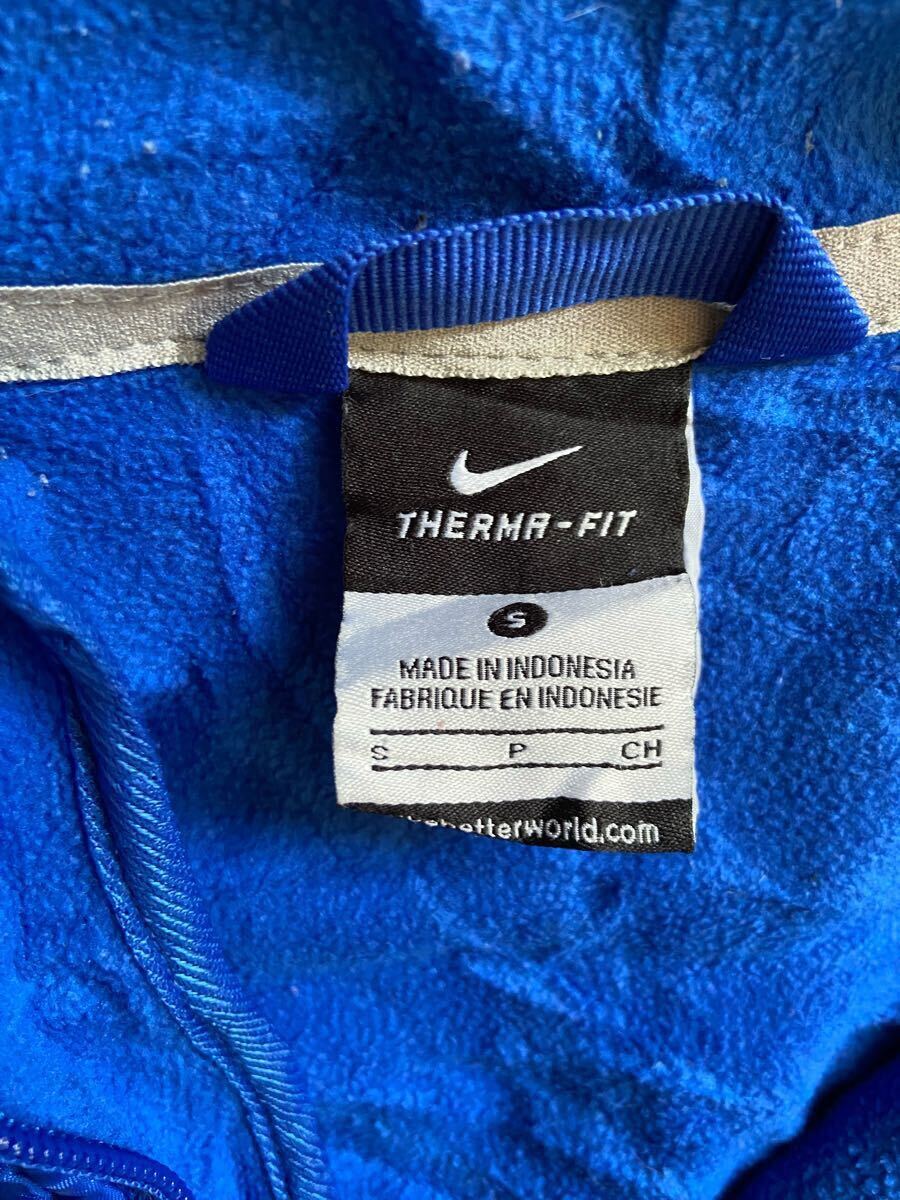 THERMA-FIT
S
MADE IN INDONESIA
FABRIQUE EN INDONESIE
S P CH